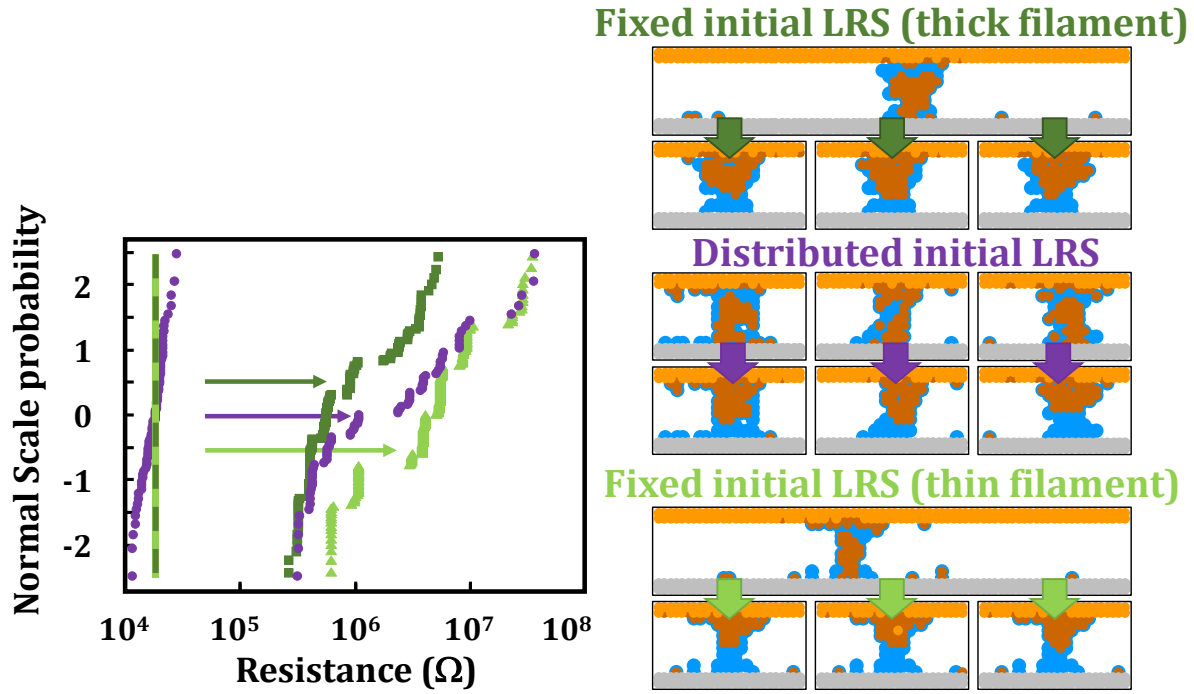 Fixed initial LRS (thick filament)
Distributed initial LRS
Fixed initial LRS (thin filament)
Normal Scale probability
2
1
0
-1
-2
10⁴
10⁵
10⁶
10⁷
10⁸
Resistance (Ω)